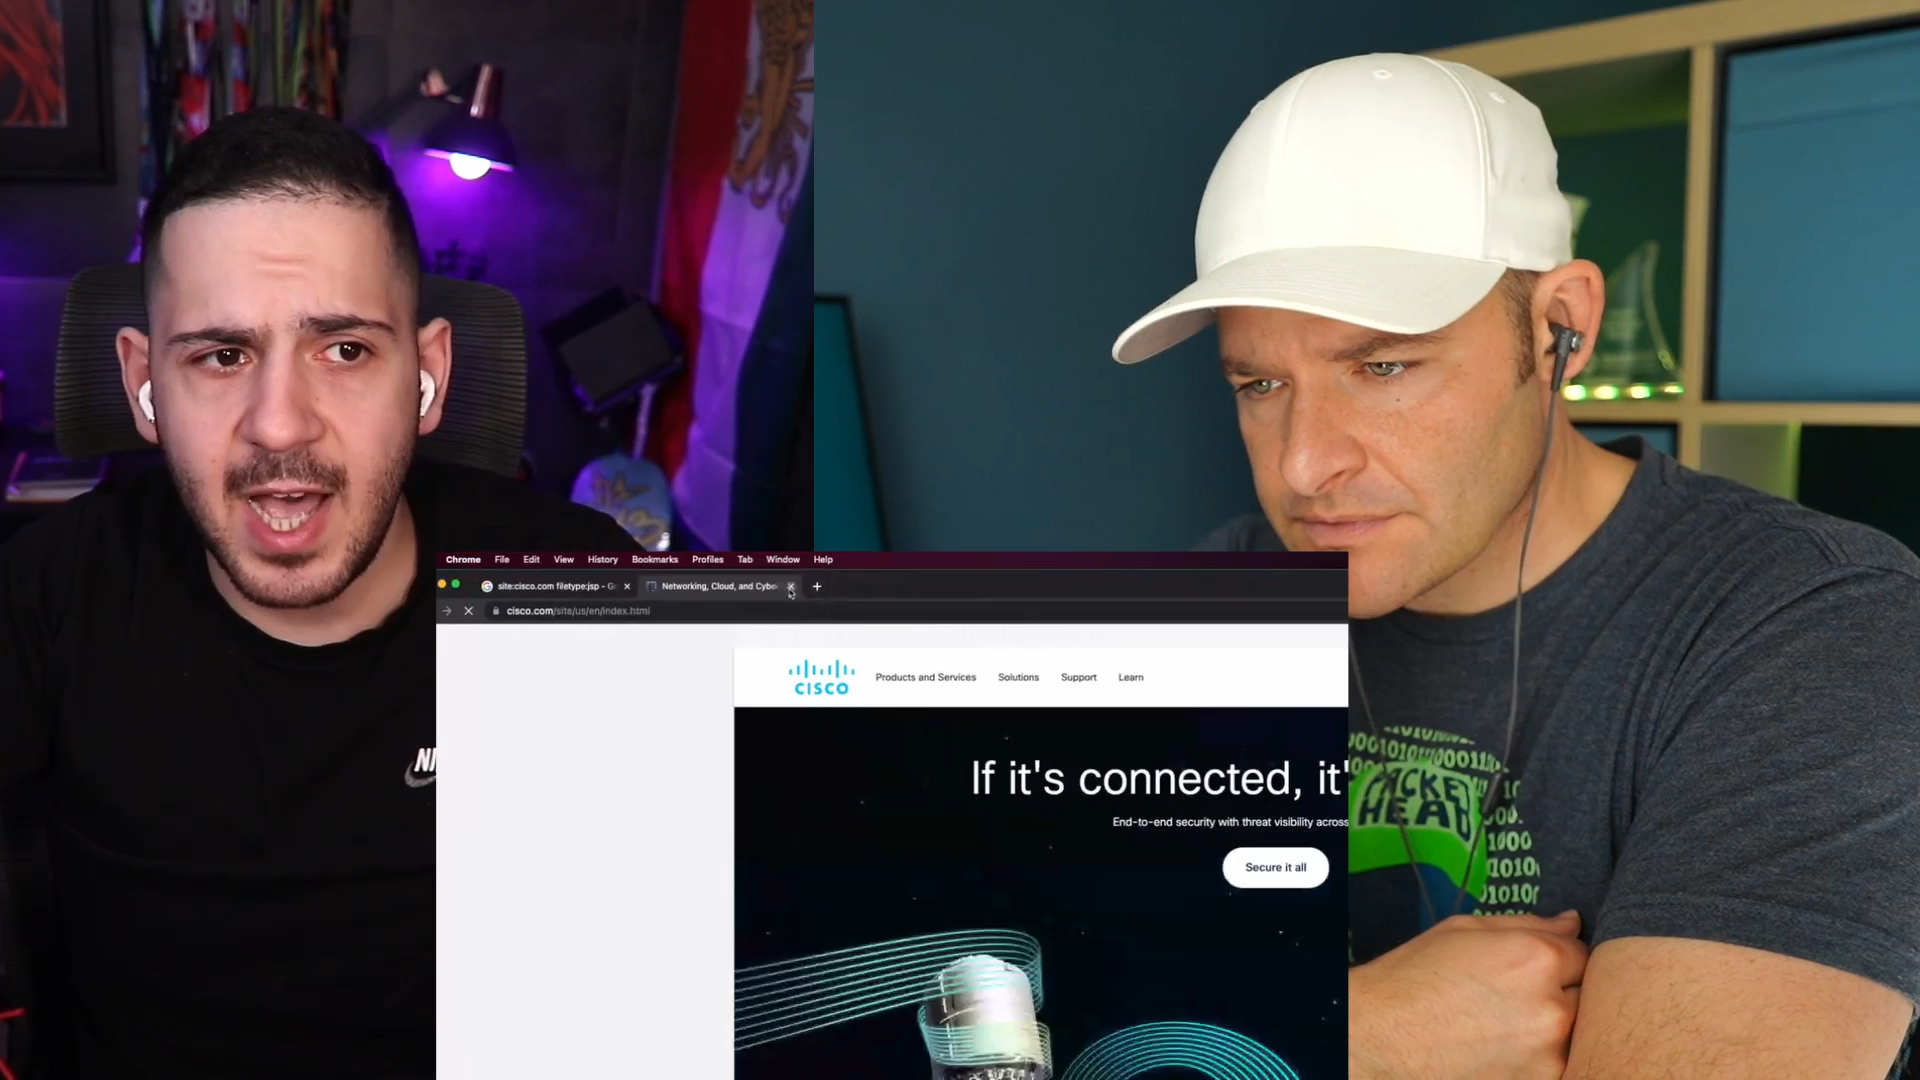 Chrome File Edit View History Bookmarks Profiles Tab Window Help
site:cisco.com filetype:jsp - G
Networking, Cloud, and Cybe
cisco.com/site/us/en/index.html
CISCO
Products and Services Solutions Support Learn
If it's connected, it'
End-to-end security with threat visibility across
Secure it all
HEAD